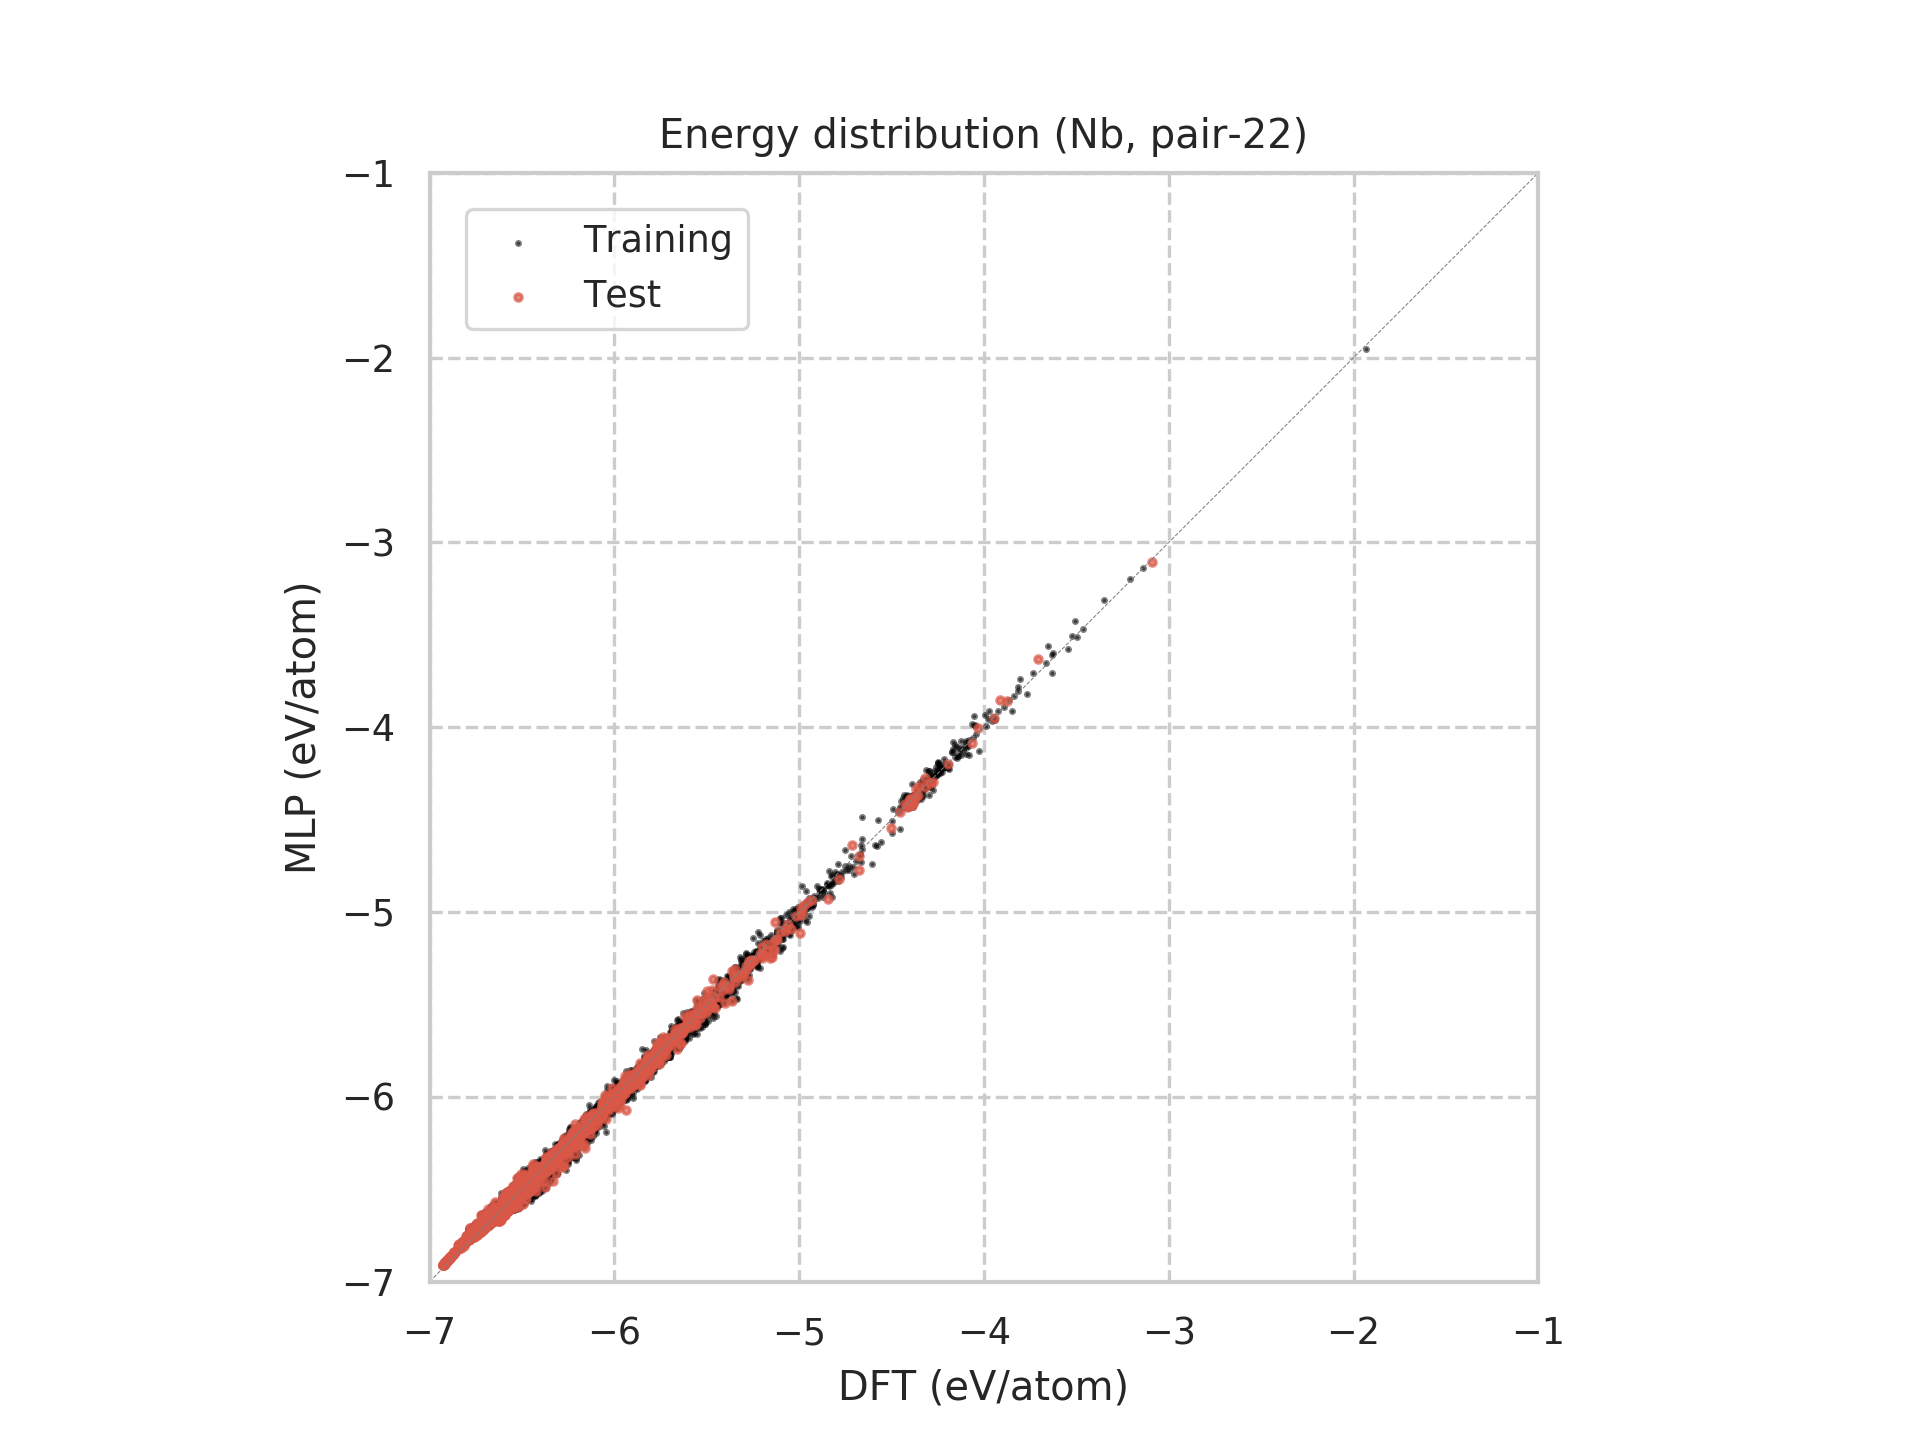 Energy distribution (Nb, pair-22)
−1
−2
−3
−4
−5
−6
−7
MLP (eV/atom)
Training
Test
−7 −6 −5 −4 −3 −2 −1
DFT (eV/atom)